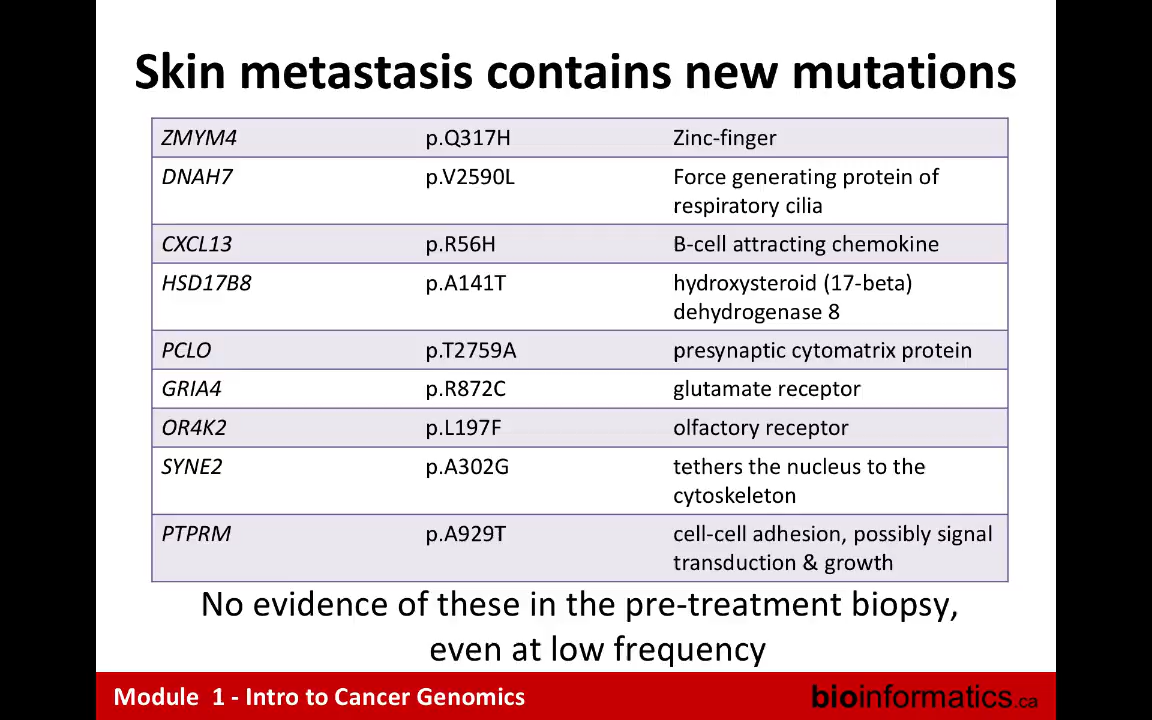 Skin metastasis contains new mutations
ZMYM4 p.Q317H Zinc-finger
DNAH7 p.V2590L Force generating protein of
respiratory cilia
CXCL13 p.R56H B-cell attracting chemokine
HSD17B8 p.A141T hydroxysteroid (17-beta)
dehydrogenase 8
PCLO p.T2759A presynaptic cytomatrix protein
GRIA4 p.R872C glutamate receptor
OR4K2 p.L197F olfactory receptor
SYNE2 p.A302G tethers the nucleus to the
cytoskeleton
PTPRM p.A929T cell-cell adhesion, possibly signal
transduction & growth
No evidence of these in the pre-treatment biopsy,
even at low frequency
Module 1 - Intro to Cancer Genomics bioinformatics.ca